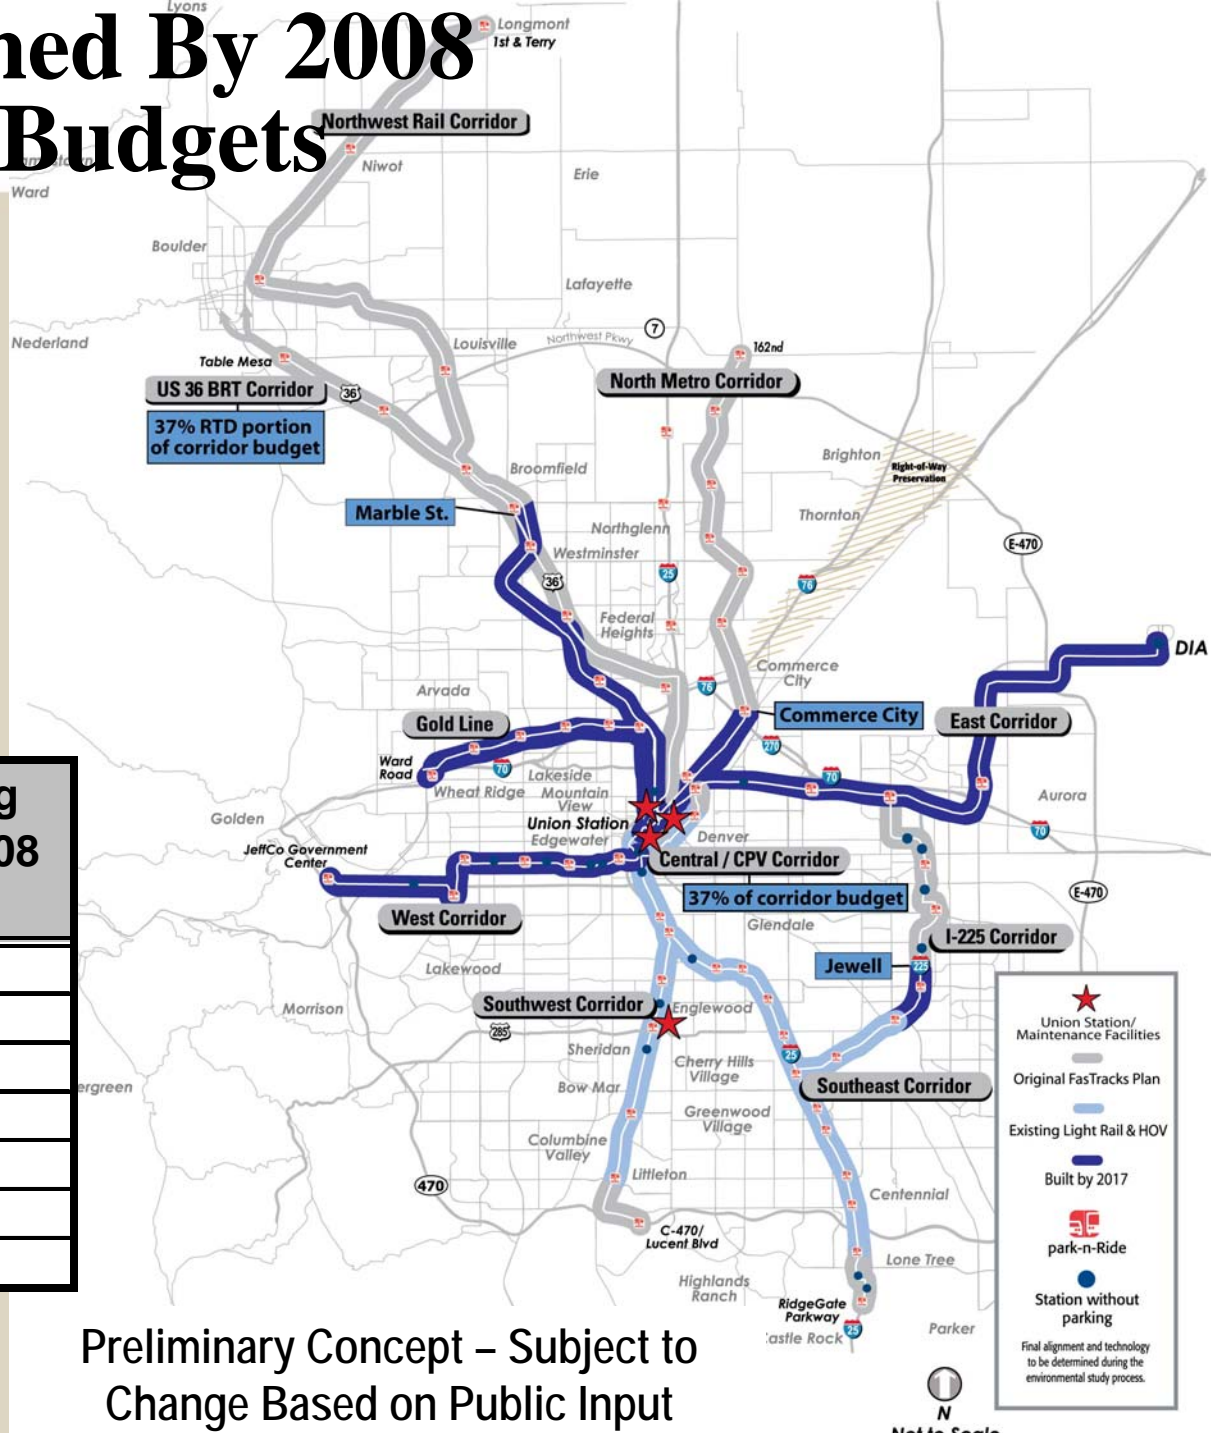 Lyons
ned By 2008
Budgets
Longmont
1st & Terry
Northwest Rail Corridor
Niwot
Erie
Ward
Boulder
Lafayette
Nederland
Louisville
Northwest Pkwy
7
162nd
Table Mesa
US 36 BRT Corridor
36
North Metro Corridor
37% RTD portion
of corridor budget
Broomfield
Brighton
Right-of-Way
Preservation
Marble St.
Northglenn
Thornton
Westminster
E-470
25
36
76
Federal
Heights
DIA
Commerce
City
76
Arvada
Gold Line
Commerce City
East Corridor
270
Ward
Road
70
Lakeside
70
Wheat Ridge
Mountain
View
Aurora
Golden
Union Station
Edgewater
Denver
70
JeffCo Government
Center
Central / CPV Corridor
37% of corridor budget
E-470
West Corridor
Glendale
I-225 Corridor
Lakewood
Jewell
225
Morrison
Southwest Corridor
Englewood
285
Sheridan
Cherry Hills
Village
25
Bow Mar
Southeast Corridor
ergreen
Greenwood
Village
Columbine
Valley
Littleton
470
Centennial
C-470/
Lucent Blvd
Lone Tree
Highlands
Ranch
RidgeGate
Parkway
25
astle Rock
Parker
g
08
Union Station/
Maintenance Facilities
Original FasTracks Plan
Existing Light Rail & HOV
Built by 2017
park-n-Ride
Station without
parking
Final alignment and technology
to be determined during the
environmental study process.
N
Not to Scale
Preliminary Concept – Subject to
Change Based on Public Input